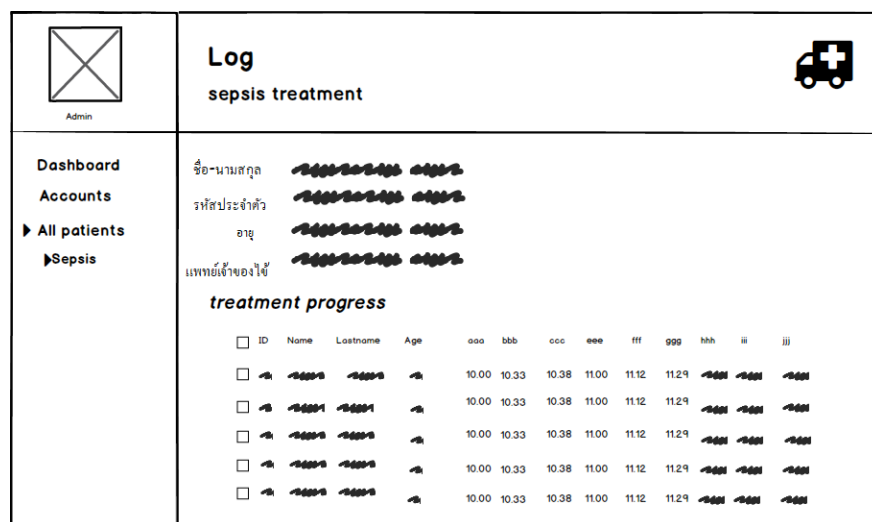 Log
sepsis treatment
Admin
Dashboard
Accounts
All patients
Sepsis
ชื่อ-นามสกุล
รหัสประจำตัว
อายุ
แพทย์เจ้าของไข้
treatment progress
ID Name Lastname Age aaa bbb ccc eee fff ggg hhh iii jjj
10.00 10.33 10.38 11.00 11.12 11.29
10.00 10.33 10.38 11.00 11.12 11.29
10.00 10.33 10.38 11.00 11.12 11.29
10.00 10.33 10.38 11.00 11.12 11.29
10.00 10.33 10.38 11.00 11.12 11.29